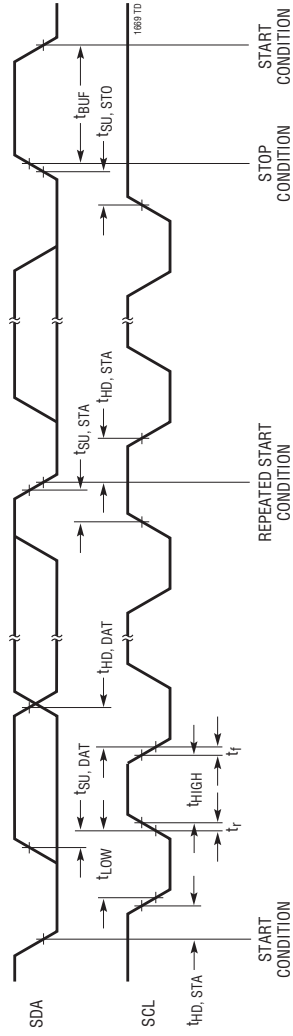 SDA
tSU, DAT
tHD, DAT
tSU, STA
tHD, STA
tBUF
tSU, STO
tLOW
SCL
1669 TD
tHD, STA
tr
tHIGH
tf
START
CONDITION
REPEATED START
CONDITION
STOP
CONDITION
START
CONDITION